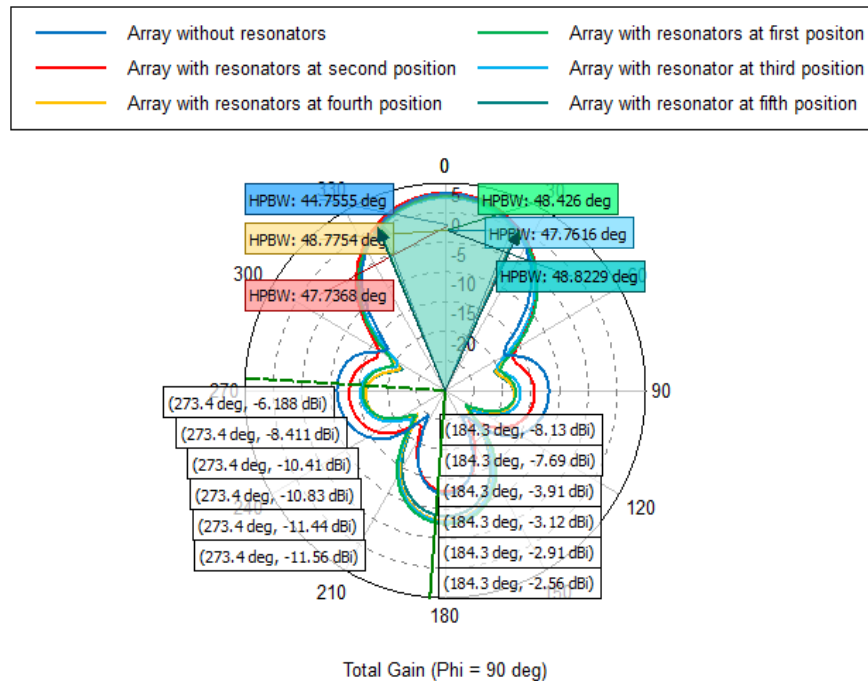 Array without resonators
Array with resonators at first positon
Array with resonators at second position
Array with resonator at third position
Array with resonators at fourth position
Array with resonator at fifth position
0
330
30
5
HPBW: 44.7555 deg
HPBW: 48.426 deg
0
HPBW: 48.7754 deg
HPBW: 47.7616 deg
-5
300
HPBW: 48.8229 deg
60
-10
HPBW: 47.7368 deg
-15
-20
270
90
(273.4 deg, -6.188 dBi)
(184.3 deg, -8.13 dBi)
(273.4 deg, -8.411 dBi)
(184.3 deg, -7.69 dBi)
(273.4 deg, -10.41 dBi)
(184.3 deg, -3.91 dBi)
(273.4 deg, -10.83 dBi)
240
120
(184.3 deg, -3.12 dBi)
(273.4 deg, -11.44 dBi)
(184.3 deg, -2.91 dBi)
(273.4 deg, -11.56 dBi)
(184.3 deg, -2.56 dBi)
210
150
180
Total Gain (Phi = 90 deg)